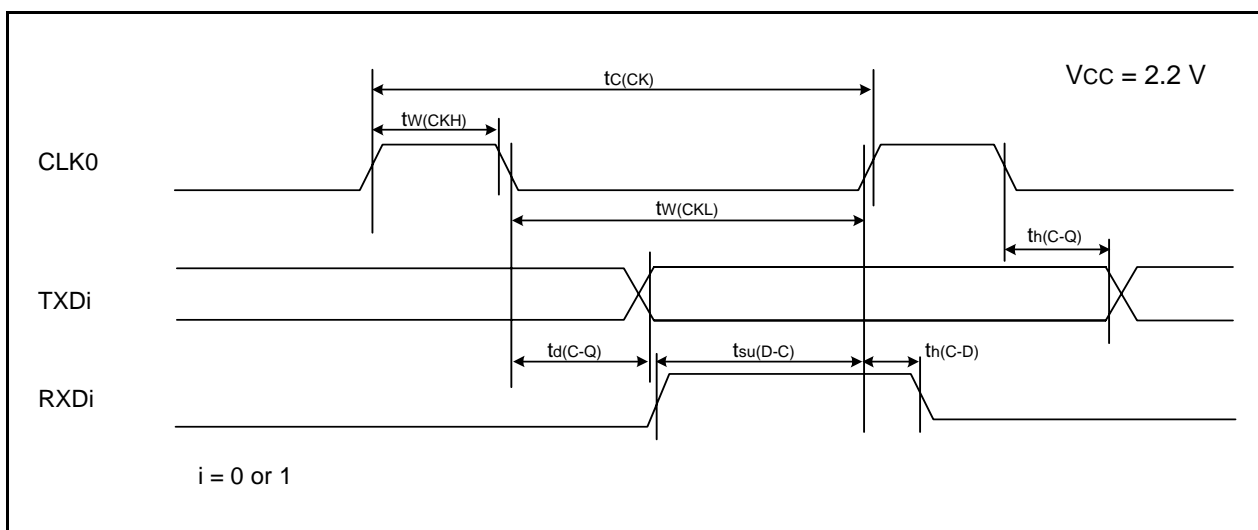 tC(CK)
VCC = 2.2 V
tW(CKH)
CLK0
tW(CKL)
th(C-Q)
TXDi
td(C-Q)
tsu(D-C)
th(C-D)
RXDi
i = 0 or 1